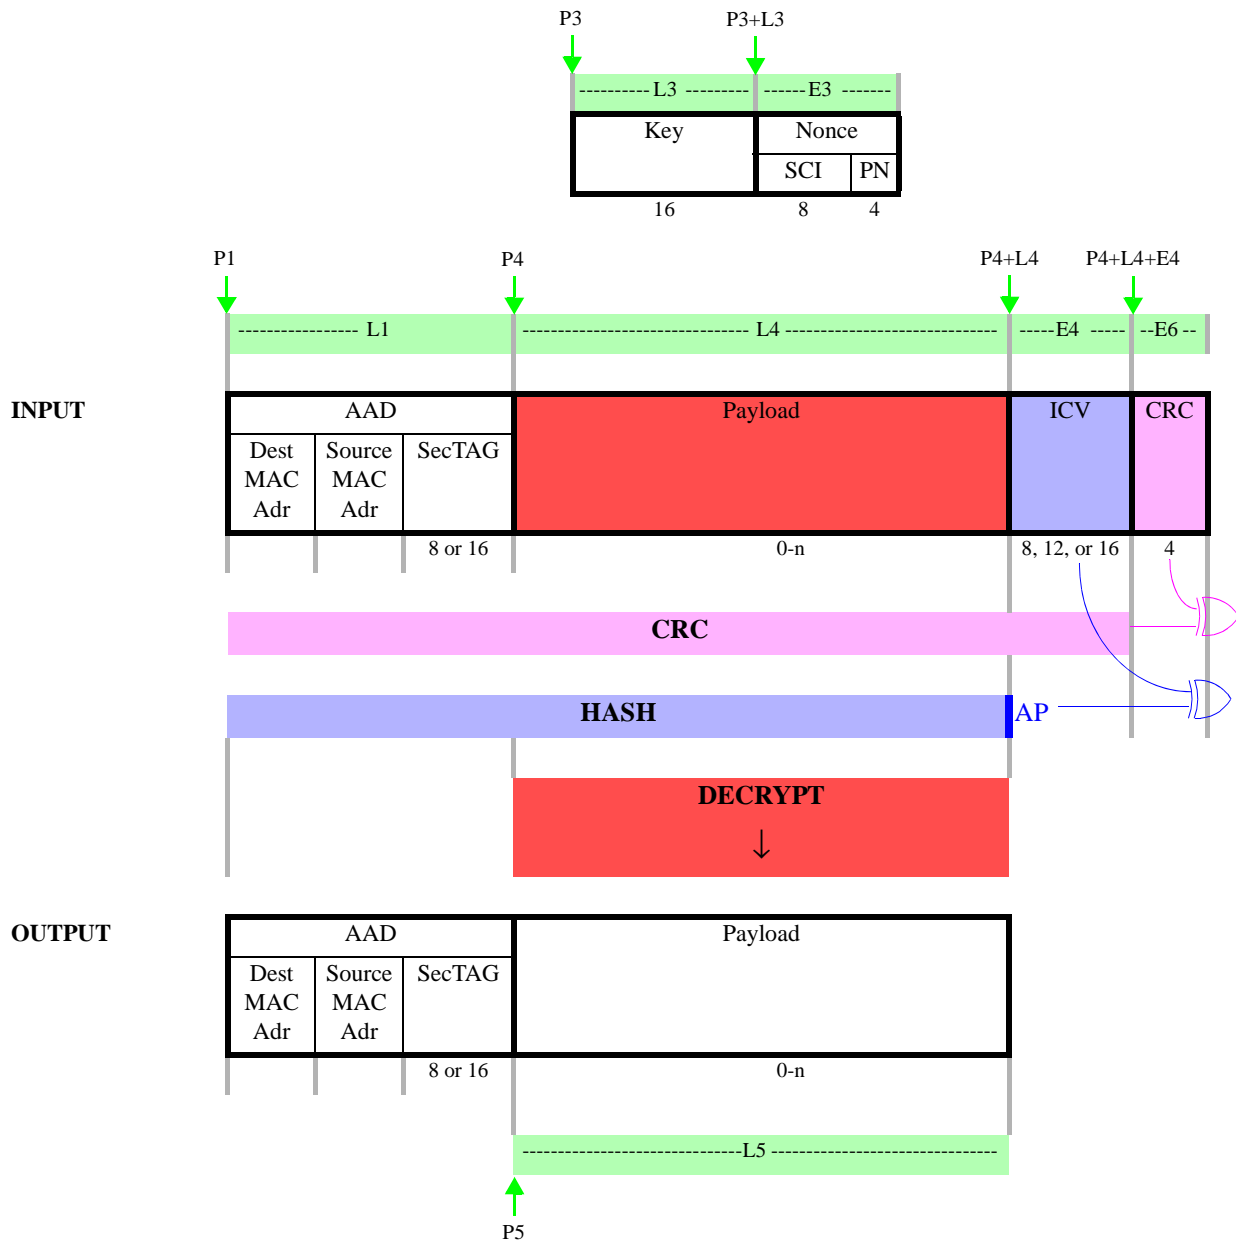 P3 P3+L3
---------- L3 --------- ------E3 -------
Key Nonce
SCI PN
16 8 4
P1 P4 P4+L4 P4+L4+E4
----------------- L1 -------------------------------- L4 ------------------------------ -----E4 ----- --E6 --
INPUT AAD Payload ICV CRC
Dest Source SecTAG
MAC MAC
Adr Adr
8 or 16 0-n 8, 12, or 16 4
CRC
HASH AP
DECRYPT
↓
OUTPUT AAD Payload
Dest Source SecTAG
MAC MAC
Adr Adr
8 or 16 0-n
-------------------------------L5 --------------------------------
P5